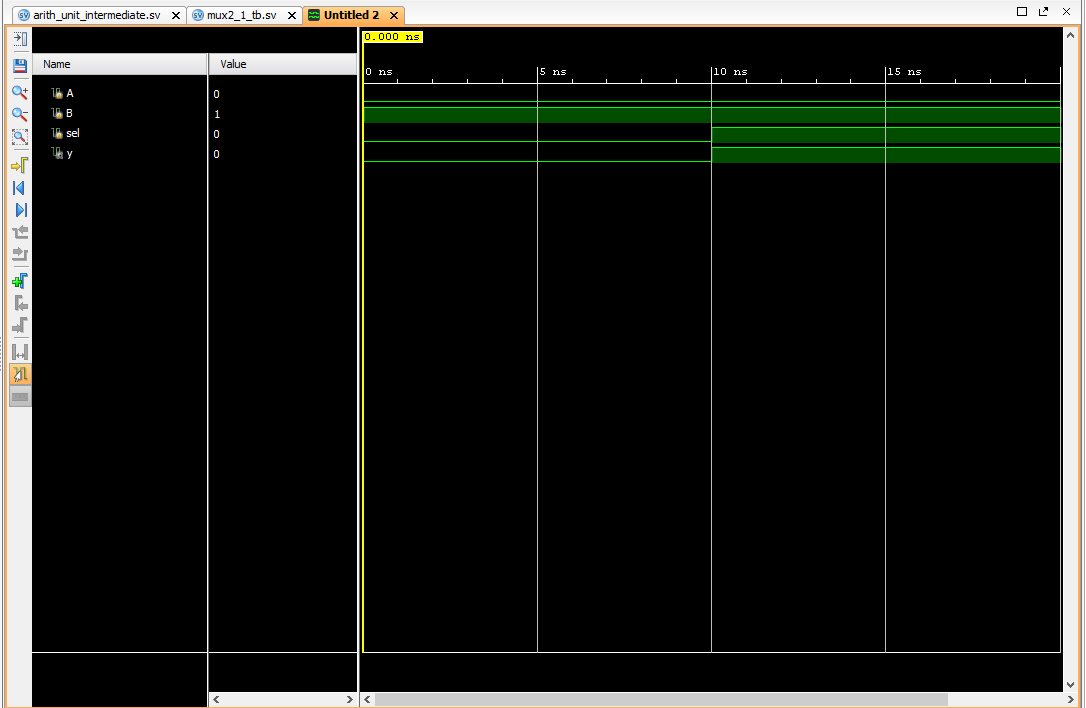 arith_unit_intermediate.sv mux2_1_tb.sv Untitled 2
0.000 ns
Name Value
0 ns 5 ns 10 ns 15 ns
A 0
B 1
sel 0
y 0